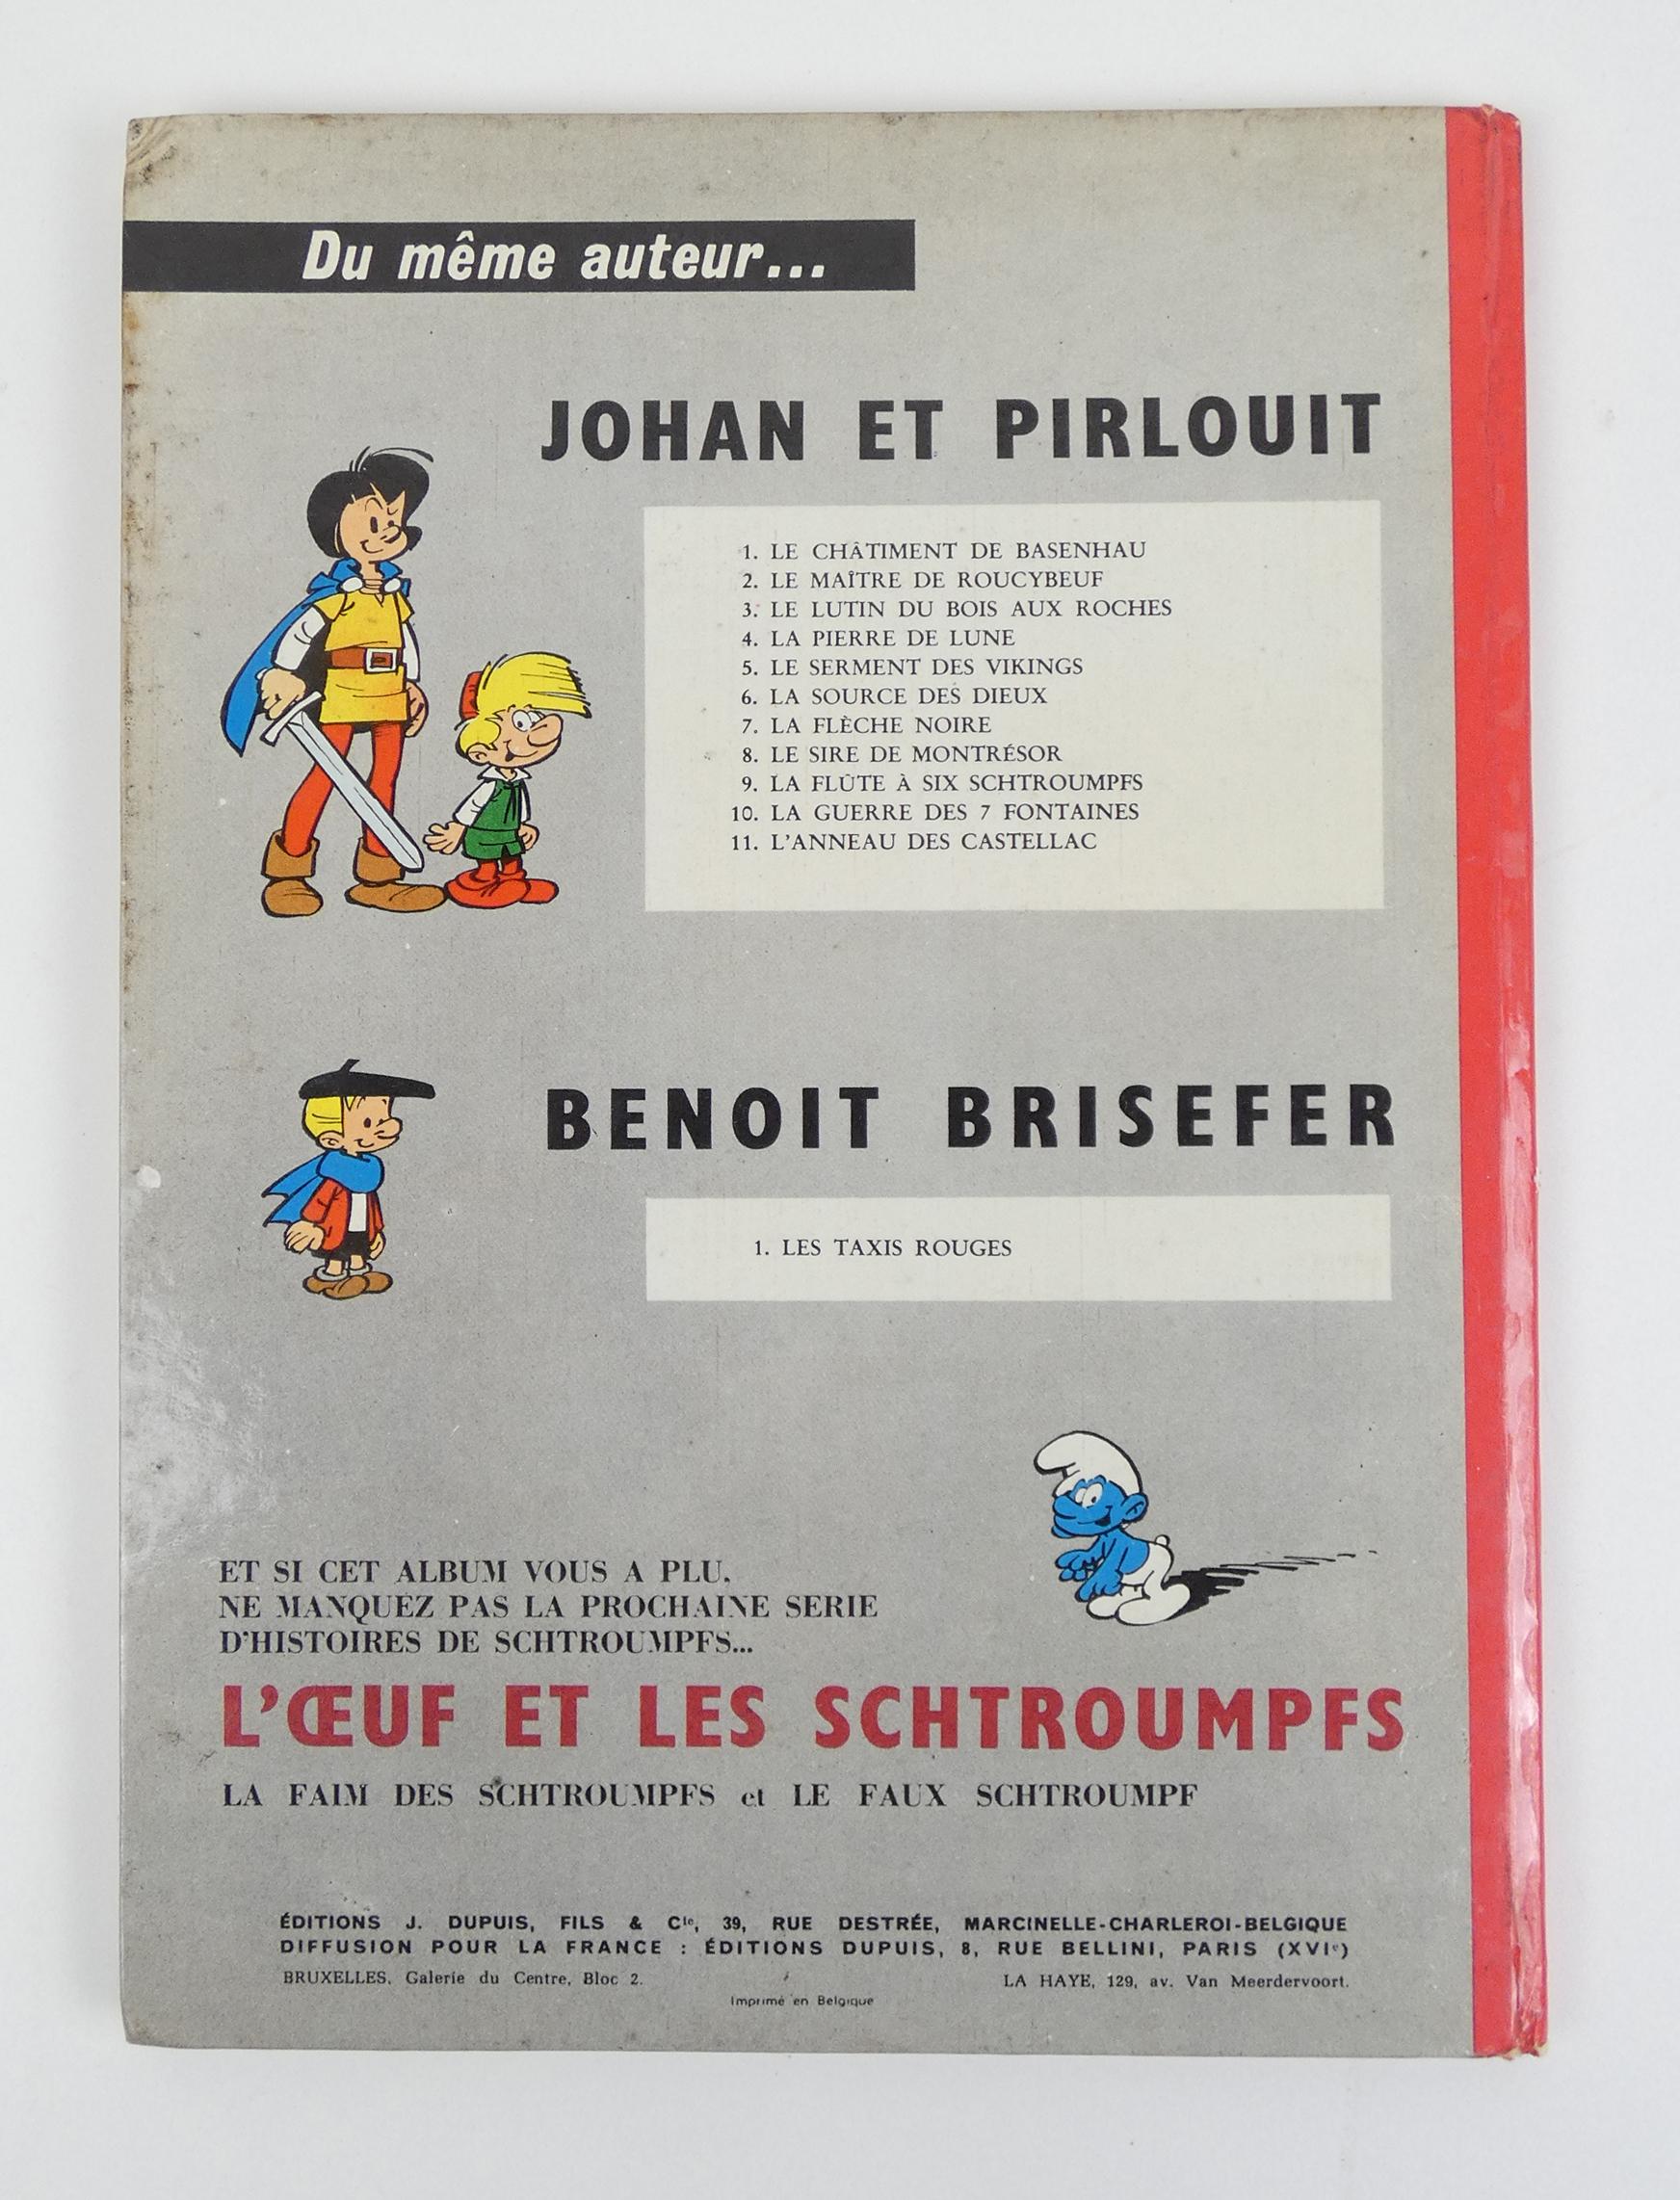 Du même auteur...
JOHAN ET PIRLOUIT
1. LE CHÂTIMENT DE BASENHAU
2. LE MAÎTRE DE ROUCYBEUF
3. LE LUTIN DU BOIS AUX ROCHES
4. LA PIERRE DE LUNE
5. LE SERMENT DES VIKINGS
6. LA SOURCE DES DIEUX
7. LA FLÈCHE NOIRE
8. LE SIRE DE MONTRÉSOR
9. LA FLÛTE À SIX SCHTROUMPFS
10. LA GUERRE DES 7 FONTAINES
11. L'ANNEAU DES CASTELLAC
BENOIT BRISEFER
1. LES TAXIS ROUGES
ET SI CET ALBUM VOUS A PLU,
NE MANQUEZ PAS LA PROCHAINE SERIE
D'HISTOIRES DE SCHTROUMPFS...
L'ŒUF ET LES SCHTROUMPFS
LA FAIM DES SCHTROUMPFS et LE FAUX SCHTROUMPF
ÉDITIONS J. DUPUIS, FILS & Cie, 39, RUE DESTRÉE, MARCINELLE-CHARLEROI-BELGIQUE
DIFFUSION POUR LA FRANCE : ÉDITIONS DUPUIS, 8, RUE BELLINI, PARIS (XVIe)
BRUXELLES, Galerie du Centre, Bloc 2. LA HAYE, 129, av. Van Meerdervoort.
Imprimé en Belgique